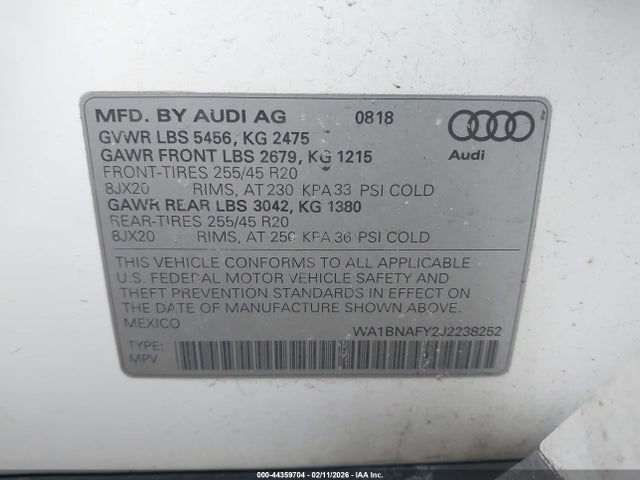 MFD. BY AUDI AG 0818
GVWR LBS 5456, KG 2475
GAWR FRONT LBS 2679, KG 1215
FRONT-TIRES 255/45 R20
8JX20 RIMS, AT 230 KPA 33 PSI COLD
GAWR REAR LBS 3042, KG 1380
REAR-TIRES 255/45 R20
8JX20 RIMS, AT 250 KPA 36 PSI COLD
Audi
THIS VEHICLE CONFORMS TO ALL APPLICABLE
U.S. FEDERAL MOTOR VEHICLE SAFETY AND
THEFT PREVENTION STANDARDS IN EFFECT ON
THE DATE OF MANUFACTURE SHOWN ABOVE.
MEXICO
WA1BNAFY2J2238252
TYPE:
MPV
000-44359704 - 02/11/2026 - IAA Inc.